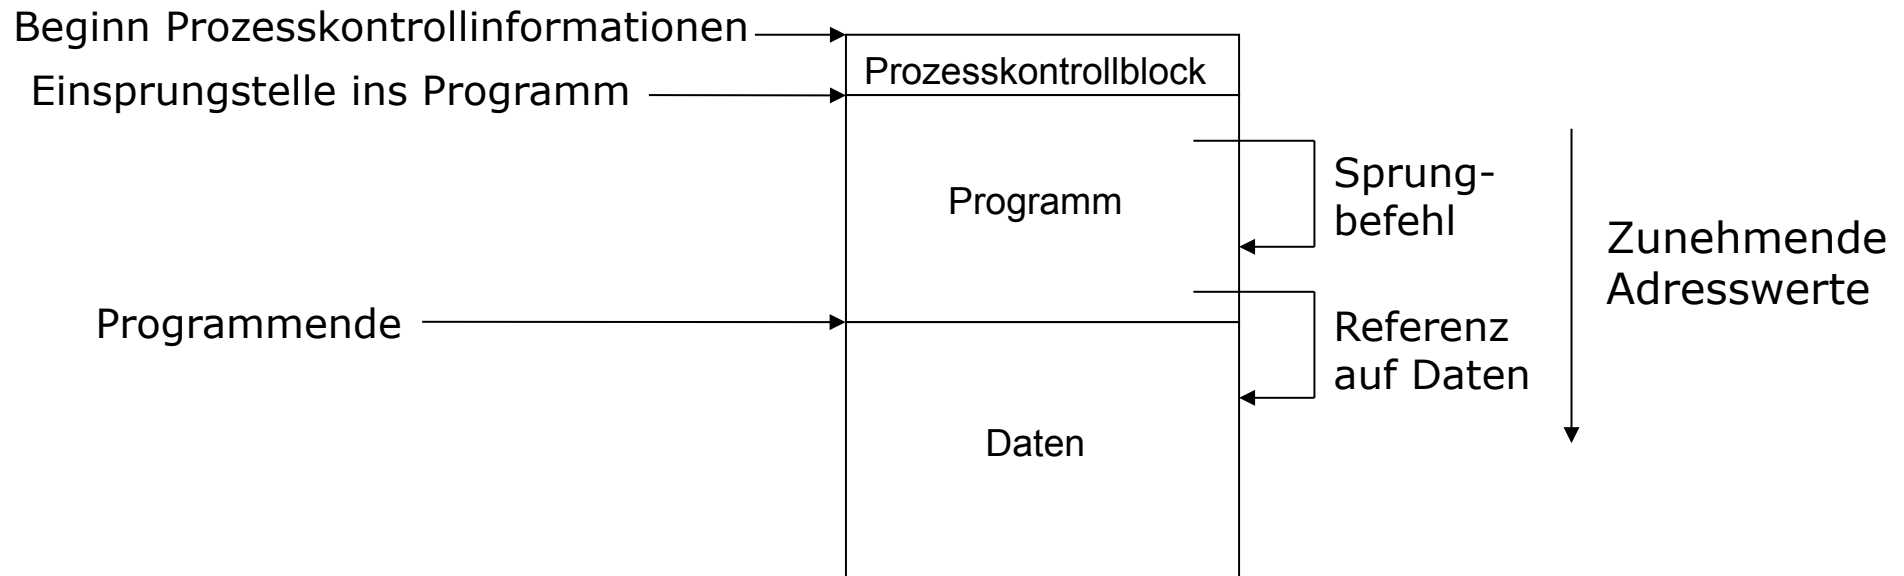 Beginn Prozesskontrollinformationen
Prozesskontrollblock
Einsprungstelle ins Programm
Sprung-
befehl
Programm
Zunehmende
Adresswerte
Programmende
Referenz
auf Daten
Daten